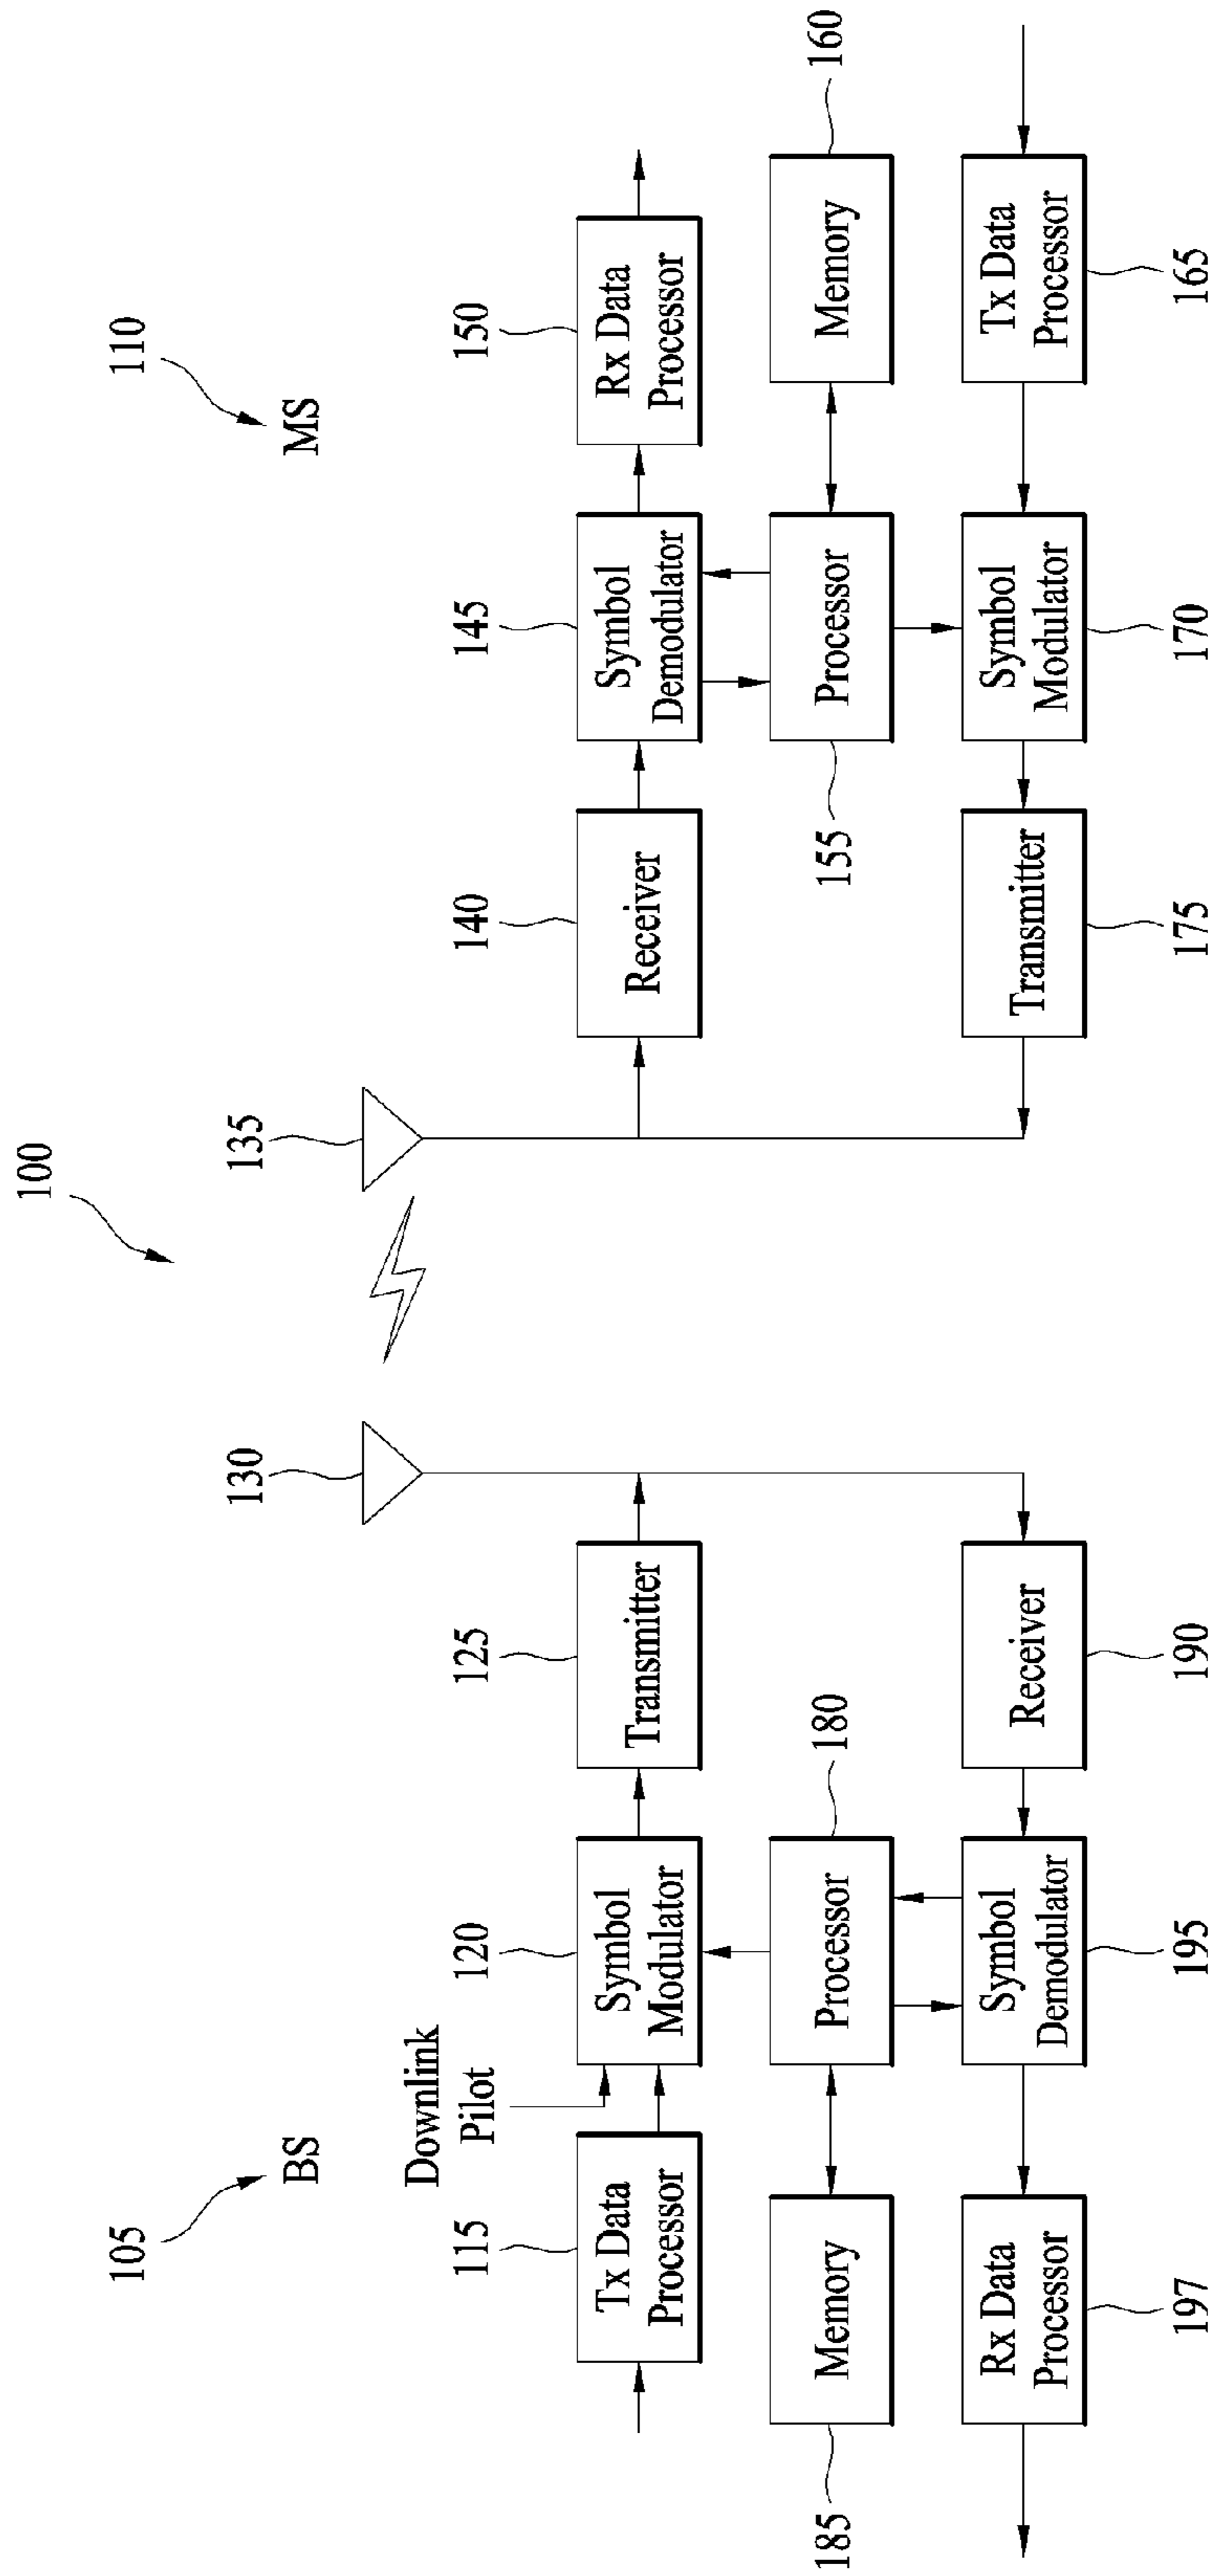 100
105
BS
110
MS
130
135
Downlink
Pilot
115
120
125
140
145
150
Tx Data
Processor
Symbol
Modulator
Transmitter
Receiver
Symbol
Demodulator
Rx Data
Processor
180
160
Memory
Processor
Processor
Memory
185
155
Rx Data
Processor
Symbol
Demodulator
Receiver
Transmitter
Symbol
Modulator
Tx Data
Processor
197
195
190
175
170
165